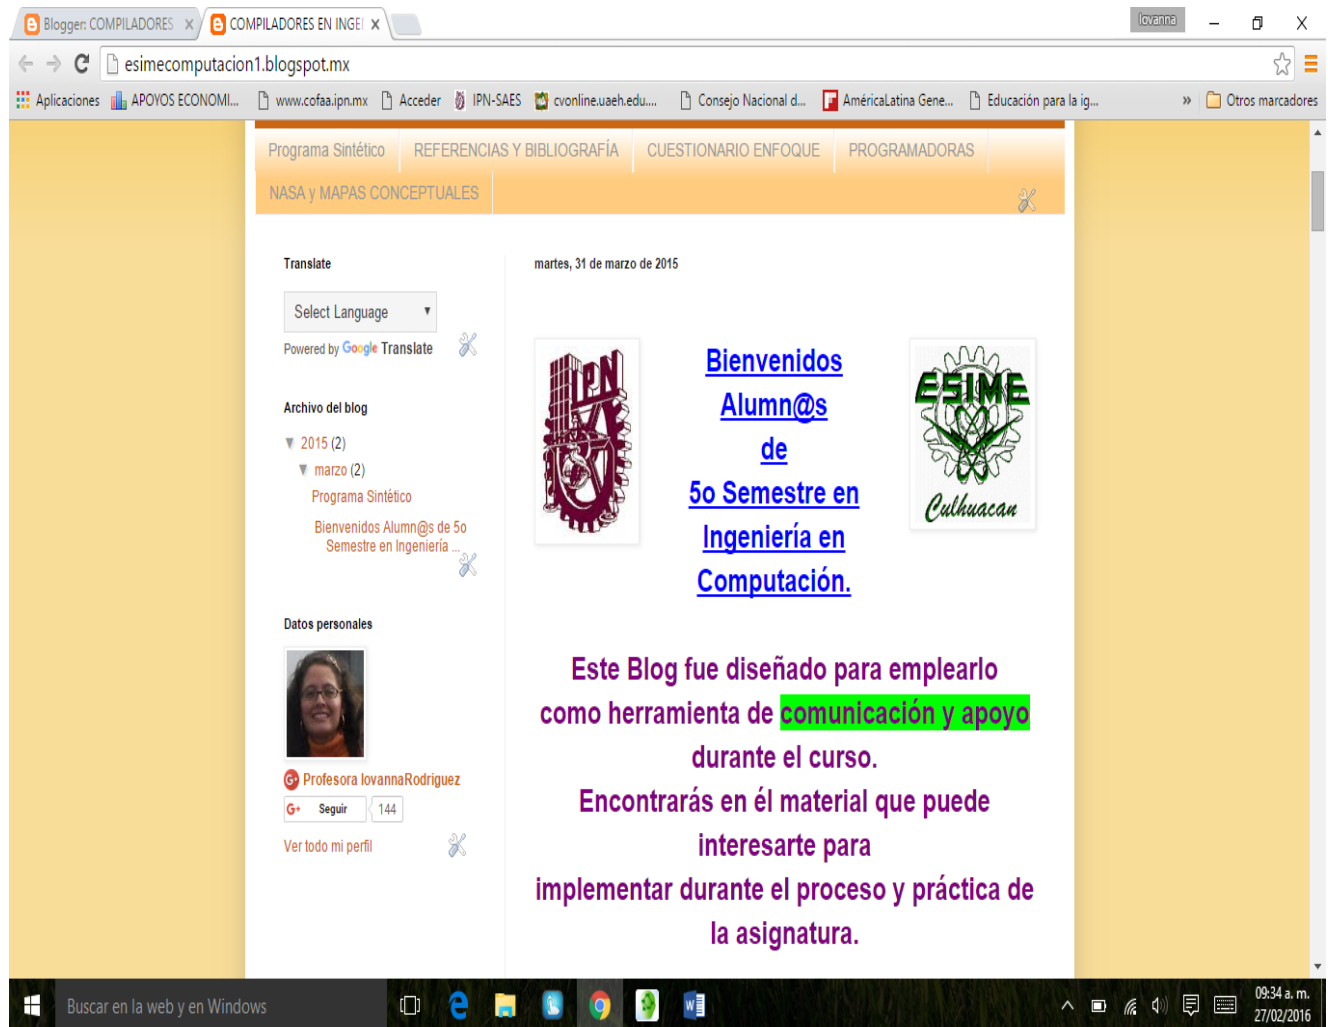 Blogger: COMPILADORES
COMPILADORES EN INGEI
Iovanna
esimecomputacion1.blogspot.mx
Aplicaciones
APOYOS ECONOMI...
www.cofaa.ipn.mx
Acceder
IPN-SAES
cvonline.uaeh.edu....
Consejo Nacional d...
AméricaLatina Gene...
Educación para la ig...
»
Otros marcadores
Programa Sintético
REFERENCIAS Y BIBLIOGRAFÍA
CUESTIONARIO ENFOQUE
PROGRAMADORAS
NASA y MAPAS CONCEPTUALES
Translate
Select Language
Powered by Google Translate
Archivo del blog
▼ 2015 (2)
▼ marzo (2)
Programa Sintético
Bienvenidos Alumn@s de 5o
Semestre en Ingeniería ...
Datos personales
Profesora IovannaRodriguez
G+ Seguir 144
Ver todo mi perfil
martes, 31 de marzo de 2015
IPN
Bienvenidos
Alumn@s
de
5o Semestre en
Ingeniería en
Computación.
ESIME
Culhuacan
Este Blog fue diseñado para emplearlo
como herramienta de comunicación y apoyo
durante el curso.
Encontrarás en él material que puede
interesarte para
implementar durante el proceso y práctica de
la asignatura.
Buscar en la web y en Windows
09:34 a. m.
27/02/2016